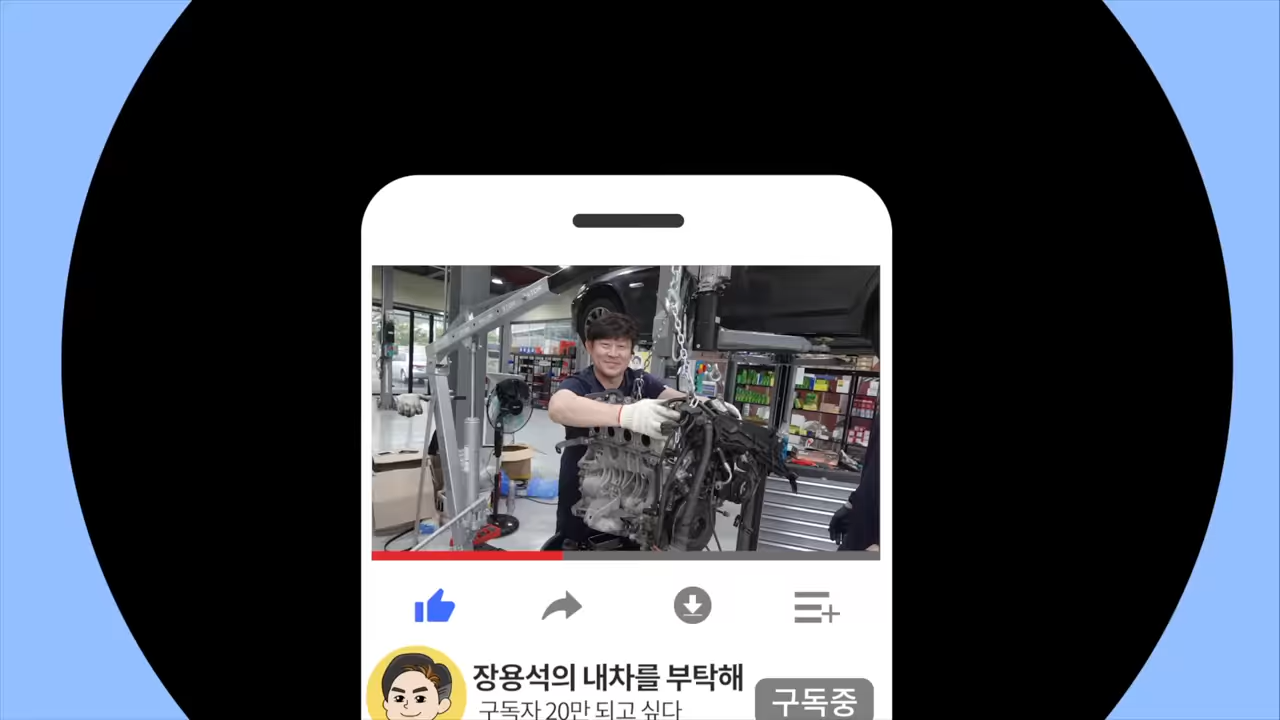 장용석의 내차를 부탁해
구독자 20만 되고 싶다
구독중